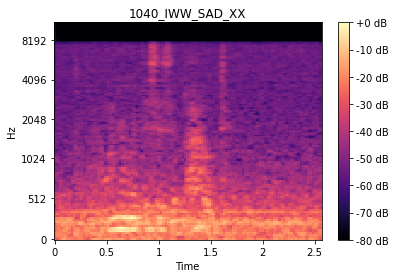 1040_IWW_SAD_XX
Hz
8192
4096
2048
1024
512
0
0
0.5
1
1.5
2
2.5
Time
+0 dB
-10 dB
-20 dB
-30 dB
-40 dB
-50 dB
-60 dB
-70 dB
-80 dB